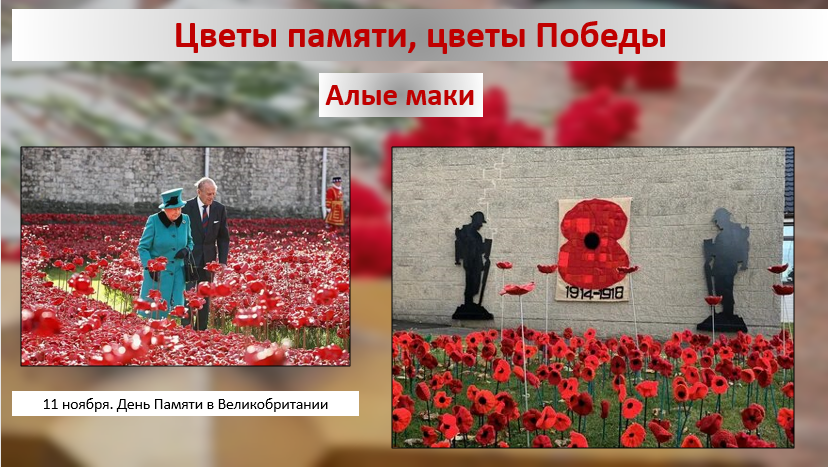 Цветы памяти, цветы Победы
Алые маки
1914-1918
11 ноября. День Памяти в Великобритании